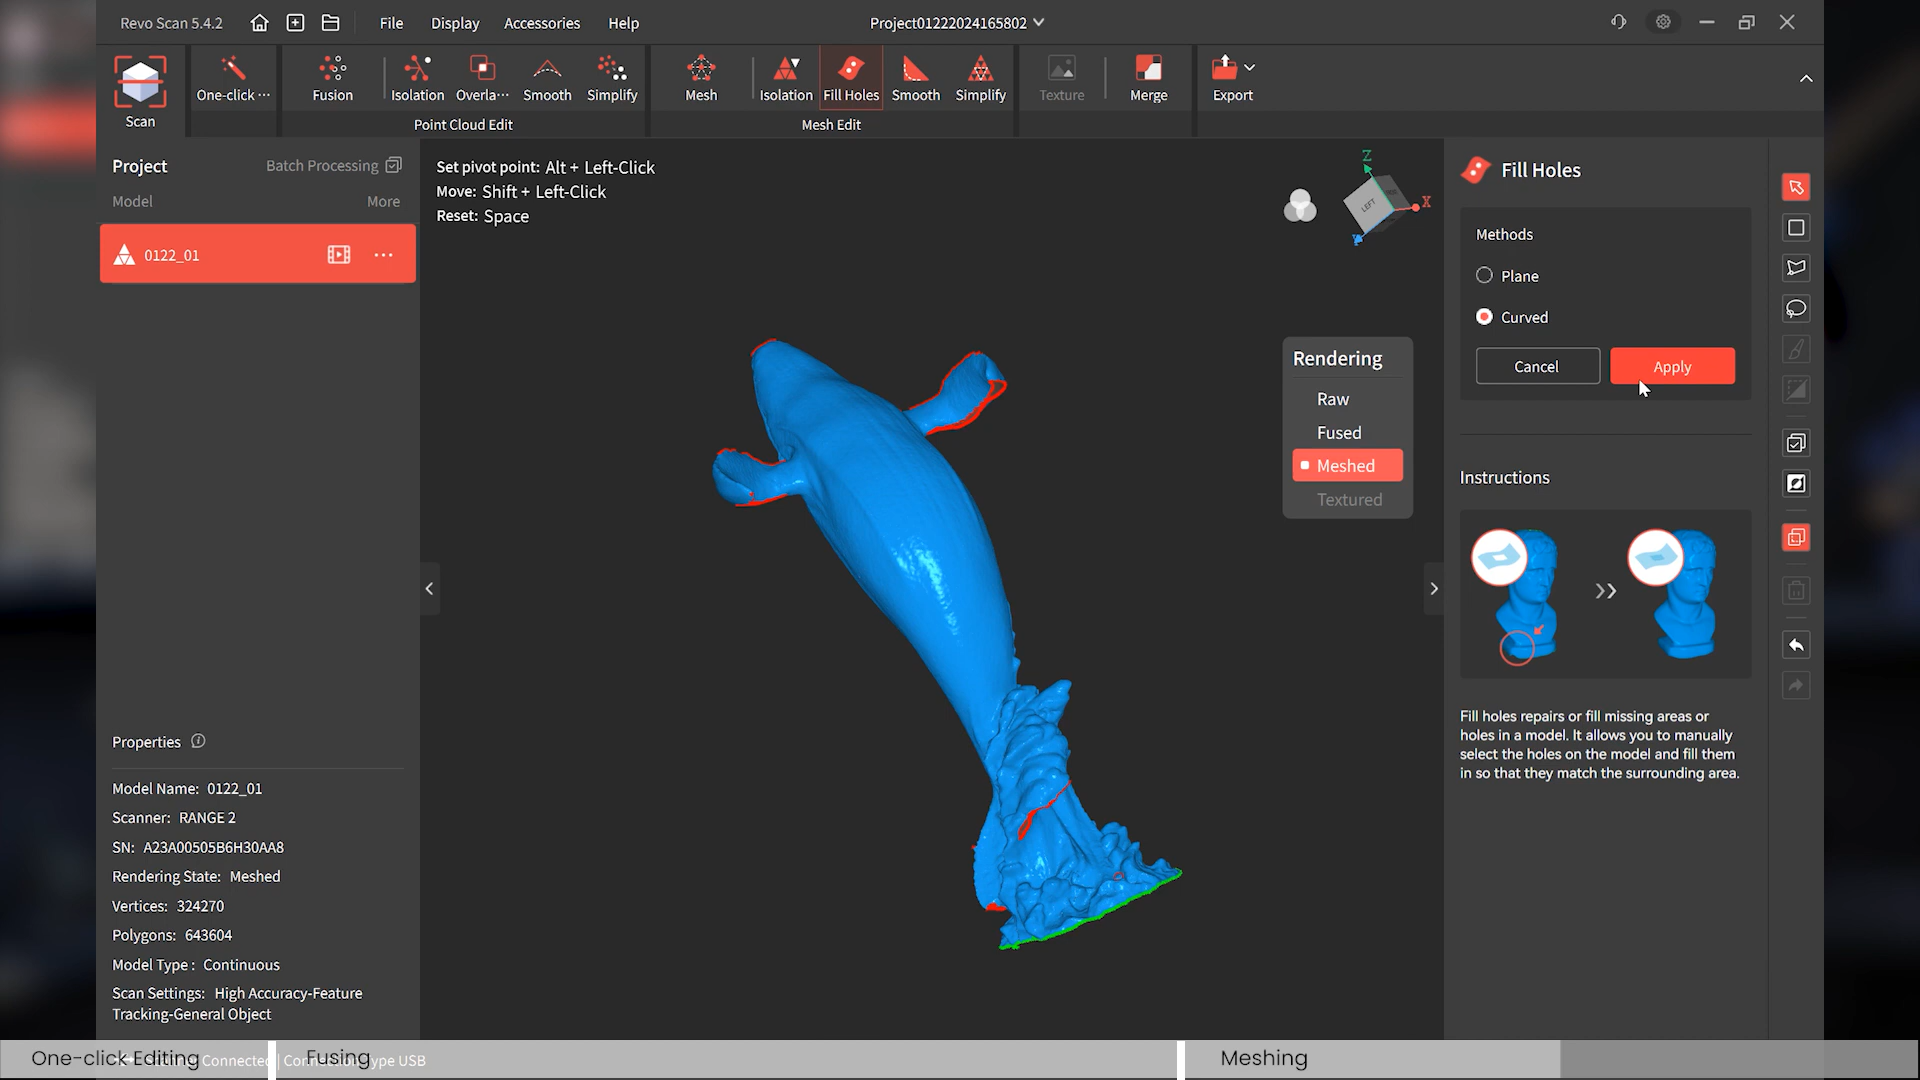 Revo Scan 5.4.2
File
Display
Accessories
Help
Project01222024165802
Scan
One-click ···
Fusion
Isolation
Overla···
Smooth
Simplify
Point Cloud Edit
Mesh
Isolation
Fill Holes
Smooth
Simplify
Mesh Edit
Texture
Merge
Export
Project
Batch Processing
Model
More
0122_01
Set pivot point: Alt + Left-Click
Move: Shift + Left-Click
Reset: Space
Z
X
Y
LEFT
Rendering
Raw
Fused
Meshed
Textured
Fill Holes
Methods
Plane
Curved
Cancel
Apply
Instructions
Fill holes repairs or fill missing areas or
holes in a model. It allows you to manually
select the holes on the model and fill them
in so that they match the surrounding area.
Properties
Model Name: 0122_01
Scanner: RANGE 2
SN: A23A00505B6H30AA8
Rendering State: Meshed
Vertices: 324270
Polygons: 643604
Model Type : Continuous
Scan Settings: High Accuracy-Feature
Tracking-General Object
Connected | Connection Type USB
One-click Editing
Fusing
Meshing